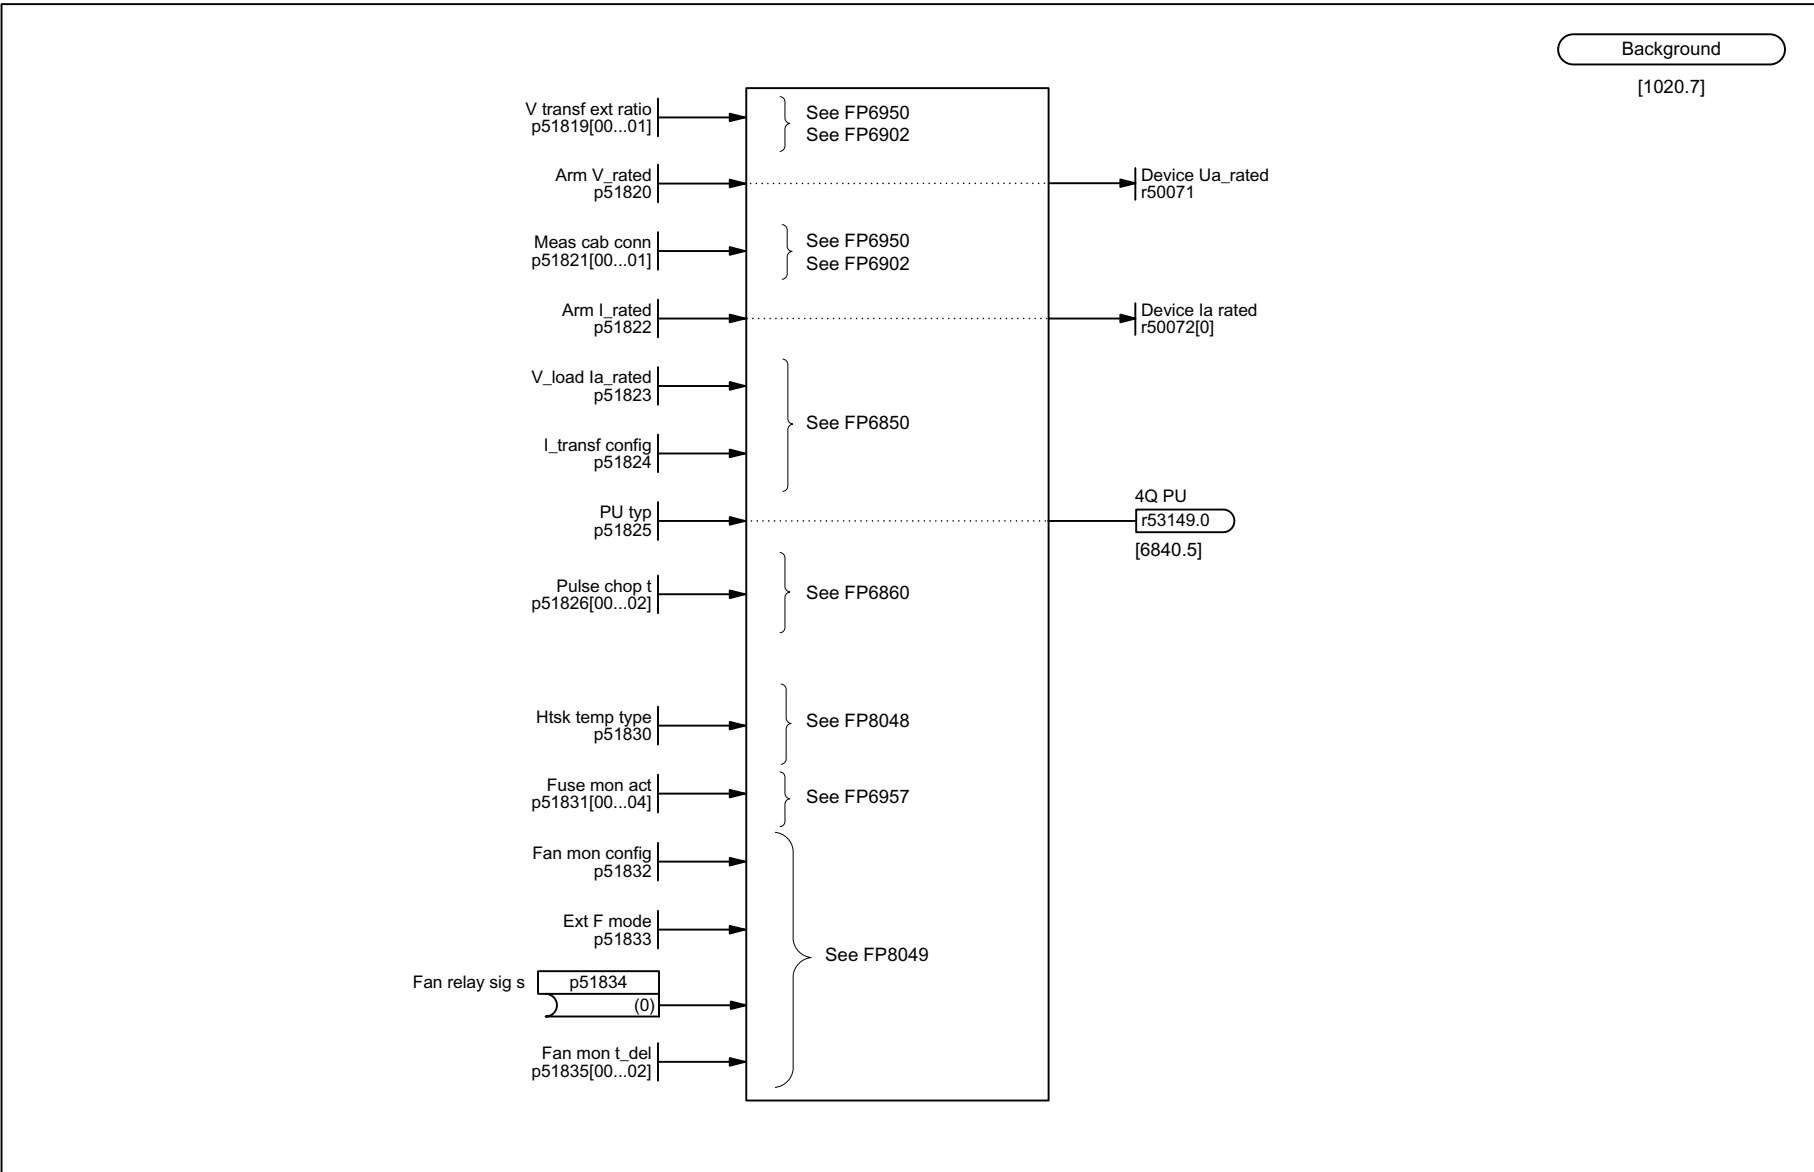 Background
[1020.7]
V transf ext ratio
p51819[00...01]
See FP6950
See FP6902
Arm V_rated
p51820
Device Ua_rated
r50071
Meas cab conn
p51821[00...01]
See FP6950
See FP6902
Arm I_rated
p51822
Device Ia rated
r50072[0]
V_load Ia_rated
p51823
See FP6850
I_transf config
p51824
PU typ
p51825
4Q PU
r53149.0
[6840.5]
Pulse chop t
p51826[00...02]
See FP6860
Htsk temp type
p51830
See FP8048
Fuse mon act
p51831[00...04]
See FP6957
Fan mon config
p51832
Ext F mode
p51833
See FP8049
Fan relay sig s
p51834
(0)
Fan mon t_del
p51835[00...02]